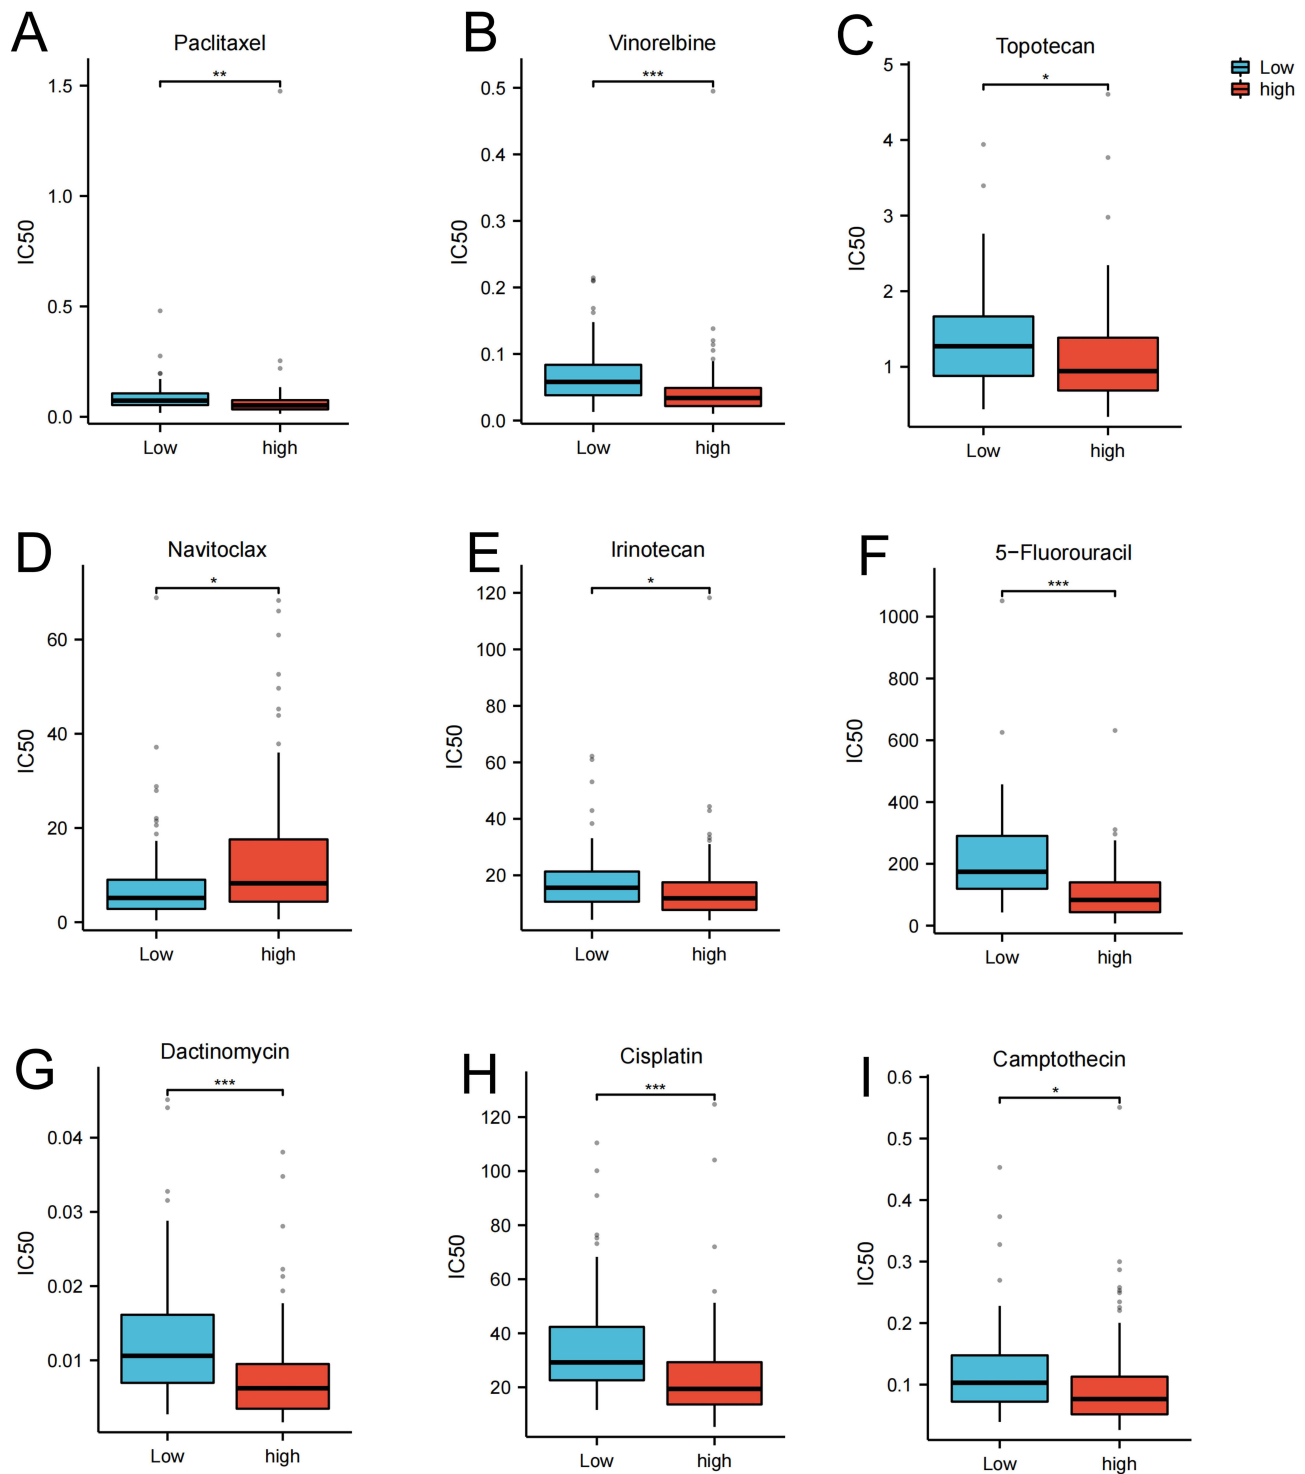 A
Paclitaxel
**
1.5
1.0
0.5
0.0
IC50
Low
high
B
Vinorelbine
***
0.5
0.4
0.3
0.2
0.1
0.0
IC50
Low
high
C
Topotecan
*
5
4
3
2
1
IC50
Low
high
Low
high
D
Navitoclax
*
60
40
20
0
IC50
Low
high
E
Irinotecan
*
120
100
80
60
40
20
IC50
Low
high
F
5−Fluorouracil
***
1000
800
600
400
200
0
IC50
Low
high
G
Dactinomycin
***
0.04
0.03
0.02
0.01
IC50
Low
high
H
Cisplatin
***
120
100
80
60
40
20
IC50
Low
high
I
Camptothecin
*
0.6
0.5
0.4
0.3
0.2
0.1
IC50
Low
high